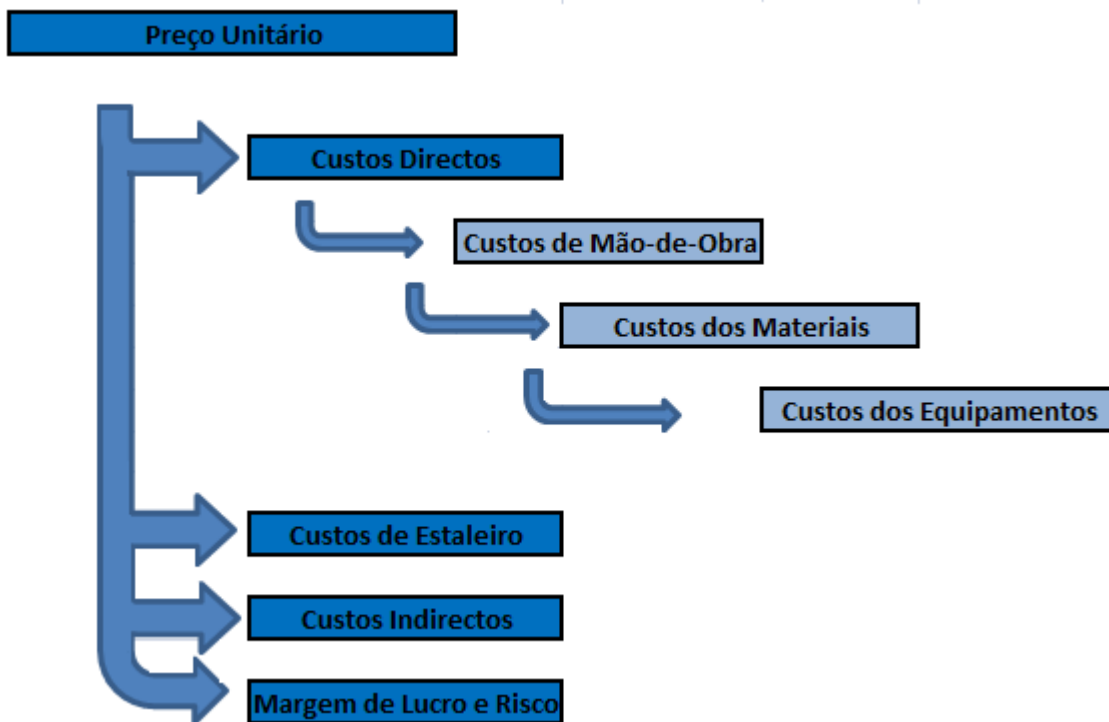 Preço Unitário
Custos Directos
Custos de Mão-de-Obra
Custos dos Materiais
Custos dos Equipamentos
Custos de Estaleiro
Custos Indirectos
Margem de Lucro e Risco